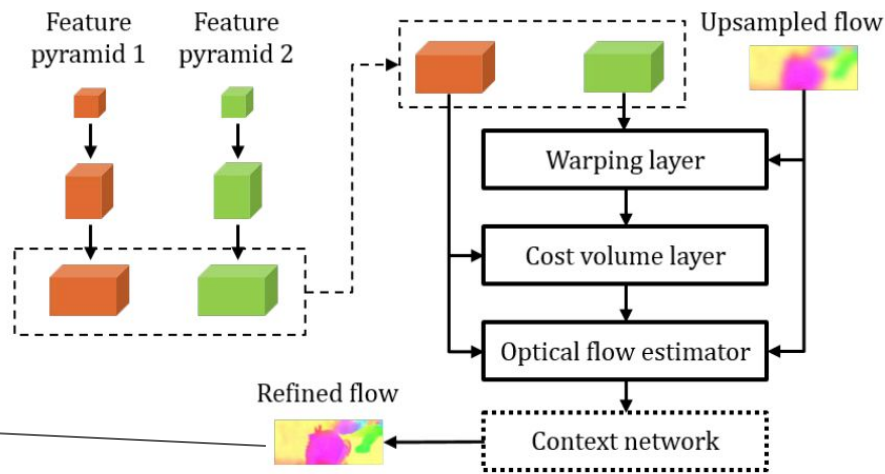 Feature
pyramid 1
Feature
pyramid 2
Upsampled flow
Warping layer
Cost volume layer
Optical flow estimator
Refined flow
Context network